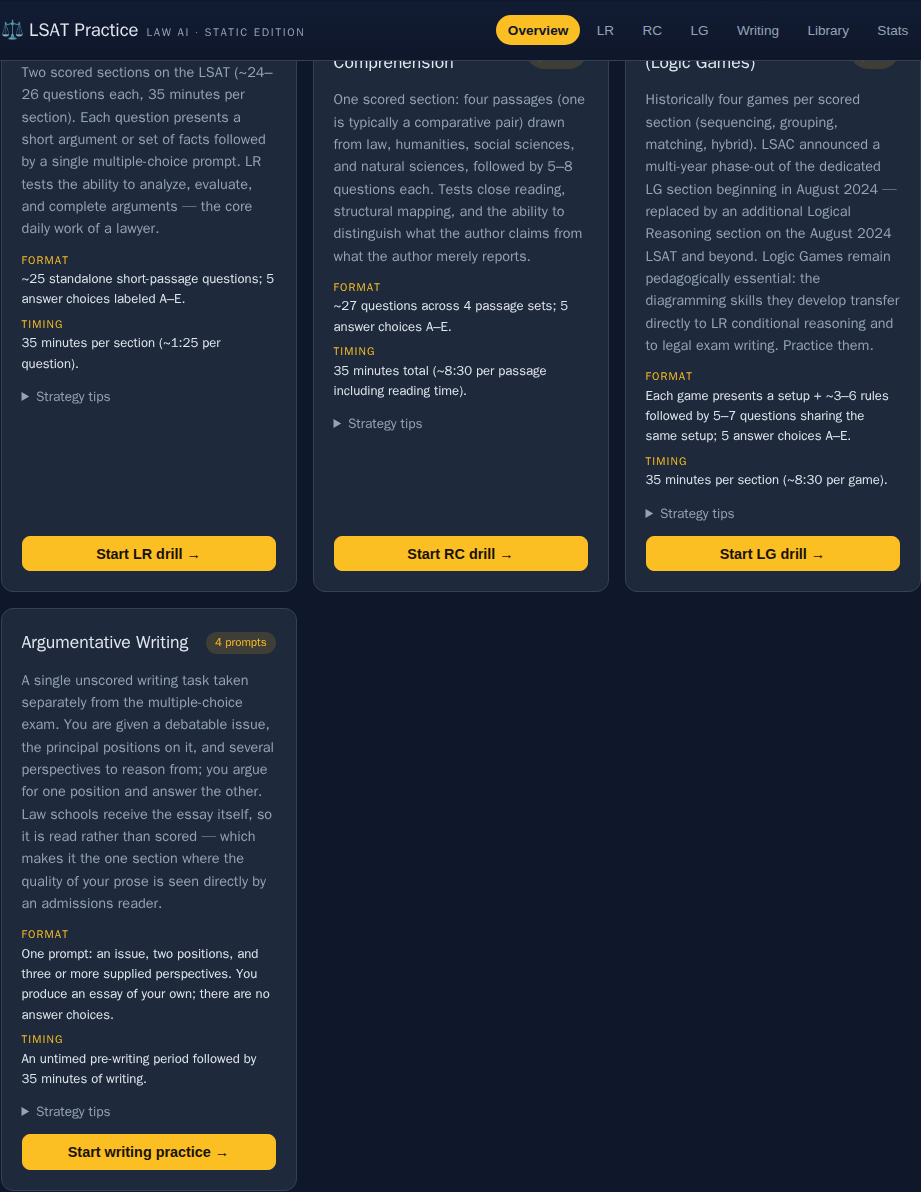 LSAT Practice LAW AI · STATIC EDITION
Overview LR RC LG Writing Library Stats
Two scored sections on the LSAT (~24–
26 questions each, 35 minutes per
section). Each question presents a
short argument or set of facts followed
by a single multiple-choice prompt. LR
tests the ability to analyze, evaluate,
and complete arguments — the core
daily work of a lawyer.
FORMAT
~25 standalone short-passage questions; 5
answer choices labeled A–E.
TIMING
35 minutes per section (~1:25 per
question).
▶ Strategy tips
Start LR drill →
Comprehension
One scored section: four passages (one
is typically a comparative pair) drawn
from law, humanities, social sciences,
and natural sciences, followed by 5–8
questions each. Tests close reading,
structural mapping, and the ability to
distinguish what the author claims from
what the author merely reports.
FORMAT
~27 questions across 4 passage sets; 5
answer choices A–E.
TIMING
35 minutes total (~8:30 per passage
including reading time).
▶ Strategy tips
Start RC drill →
(Logic Games)
Historically four games per scored
section (sequencing, grouping,
matching, hybrid). LSAC announced a
multi-year phase-out of the dedicated
LG section beginning in August 2024 —
replaced by an additional Logical
Reasoning section on the August 2024
LSAT and beyond. Logic Games remain
pedagogically essential: the
diagramming skills they develop transfer
directly to LR conditional reasoning and
to legal exam writing. Practice them.
FORMAT
Each game presents a setup + ~3–6 rules
followed by 5–7 questions sharing the
same setup; 5 answer choices A–E.
TIMING
35 minutes per section (~8:30 per game).
▶ Strategy tips
Start LG drill →
Argumentative Writing 4 prompts
A single unscored writing task taken
separately from the multiple-choice
exam. You are given a debatable issue,
the principal positions on it, and several
perspectives to reason from; you argue
for one position and answer the other.
Law schools receive the essay itself, so
it is read rather than scored — which
makes it the one section where the
quality of your prose is seen directly by
an admissions reader.
FORMAT
One prompt: an issue, two positions, and
three or more supplied perspectives. You
produce an essay of your own; there are no
answer choices.
TIMING
An untimed pre-writing period followed by
35 minutes of writing.
▶ Strategy tips
Start writing practice →